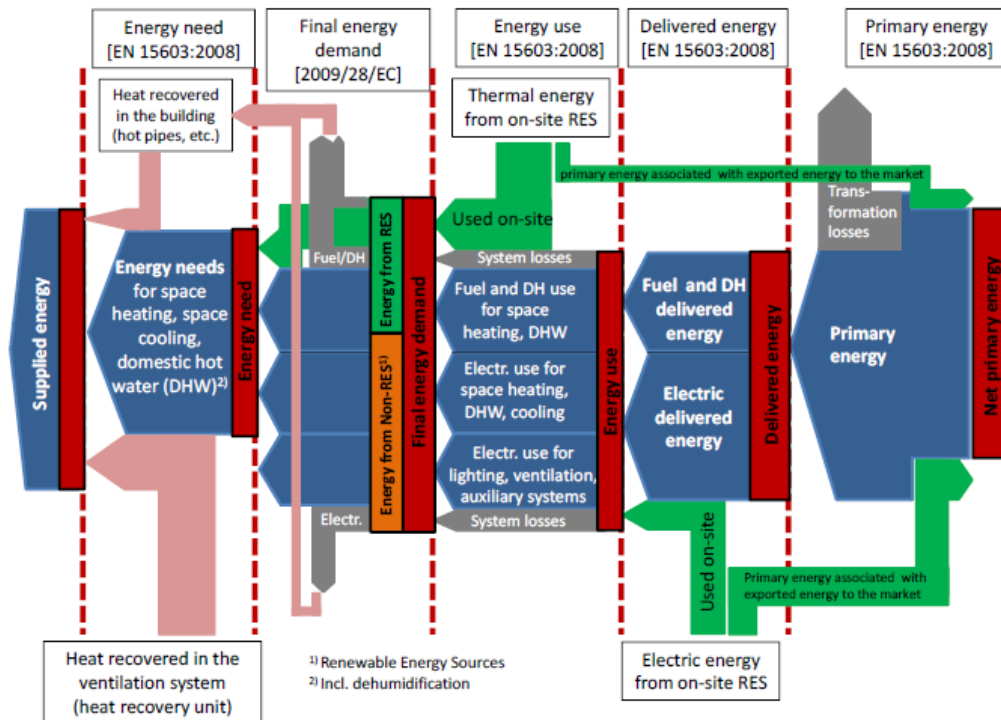 Energy need
[EN 15603:2008]
Final energy
demand
[2009/28/EC]
Energy use
[EN 15603:2008]
Delivered energy
[EN 15603:2008]
Primary energy
[EN 15603:2008]
Heat recovered
in the building
(hot pipes, etc.)
Thermal energy
from on-site RES
primary energy associated with exported energy to the market
Used on-site
Trans-
formation
losses
Fuel/DH
System losses
Supplied energy
Energy needs
for space
heating, space
cooling,
domestic hot
water (DHW)2)
Energy need
Energy from RES
Energy from Non-RES1)
Final energy demand
Fuel and DH use
for space
heating, DHW
Electr. use for
space heating,
DHW, cooling
Electr. use for
lighting, ventilation,
auxiliary systems
Energy use
Fuel and DH
delivered
energy
Electric
delivered
energy
Delivered energy
Primary
energy
Net primary energy
Electr.
System losses
Used on-site
Primary energy associated with
exported energy to the market
Heat recovered in the
ventilation system
(heat recovery unit)
1) Renewable Energy Sources
2) Incl. dehumidification
Electric energy
from on-site RES